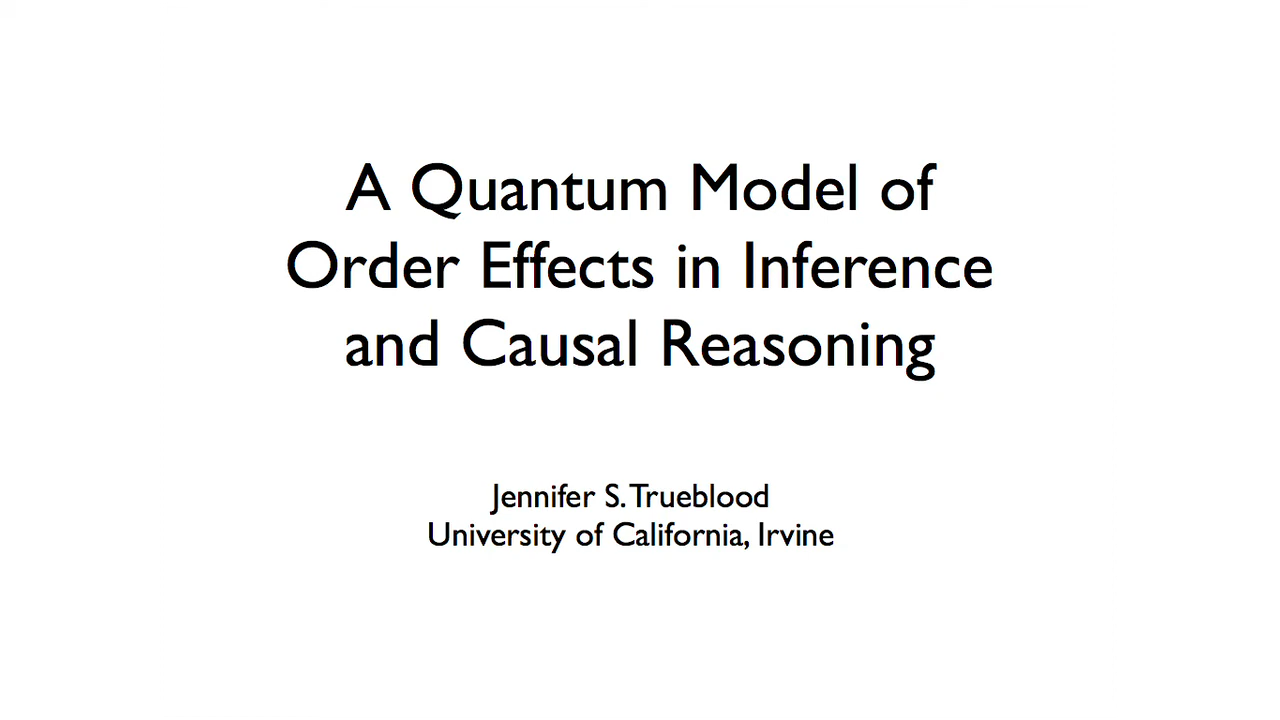 A Quantum Model of
Order Effects in Inference
and Causal Reasoning
Jennifer S. Trueblood
University of California, Irvine